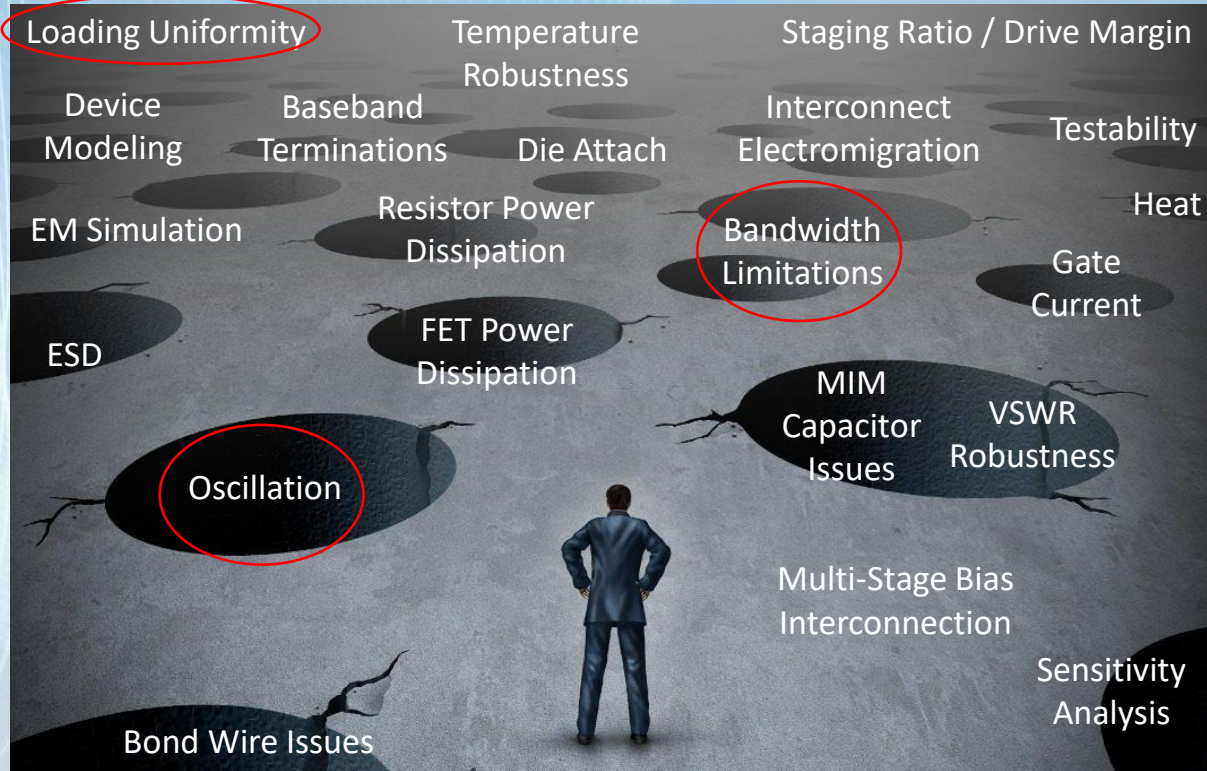 Loading Uniformity
Temperature
Robustness
Staging Ratio / Drive Margin
Device
Modeling
Baseband
Terminations
Die Attach
Interconnect
Electromigration
Testability
EM Simulation
Resistor Power
Dissipation
Bandwidth
Limitations
Heat
Gate
Current
ESD
FET Power
Dissipation
MIM
Capacitor
Issues
VSWR
Robustness
Oscillation
Multi-Stage Bias
Interconnection
Sensitivity
Analysis
Bond Wire Issues